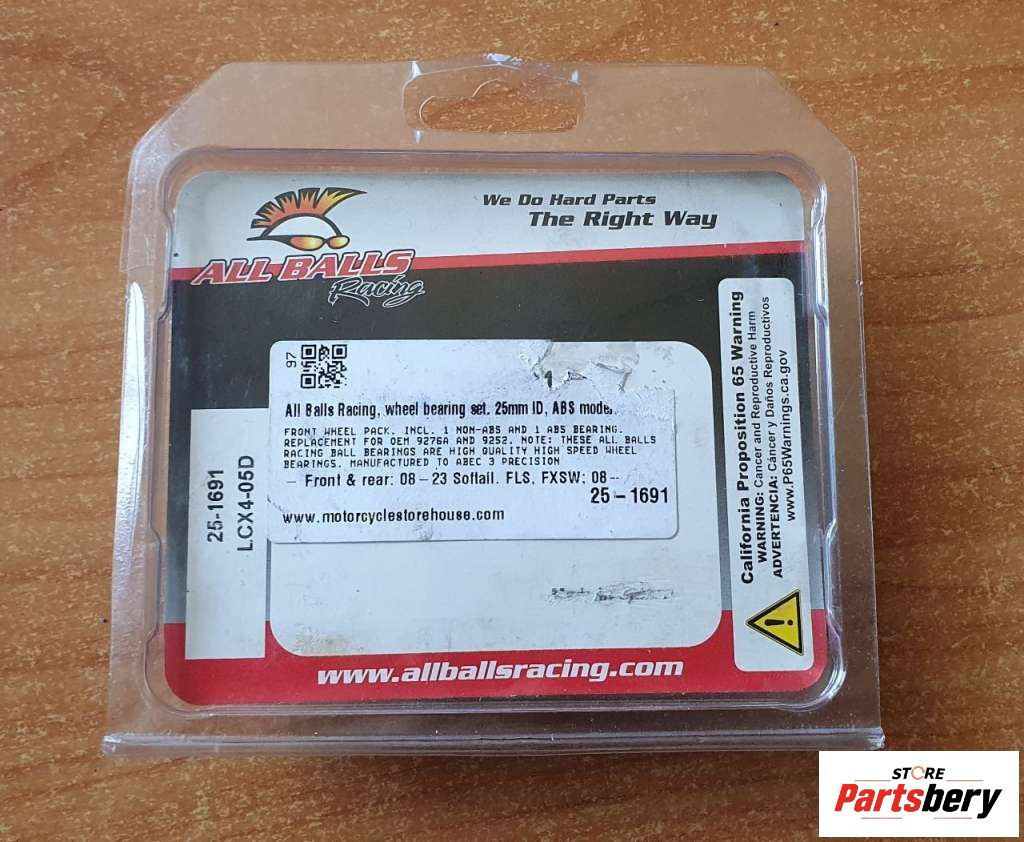 We Do Hard Parts
The Right Way
ALL BALLS
Racing
97
All Balls Racing, wheel bearing set. 25mm ID, ABS model.
FRONT WHEEL PACK. INCL. 1 NON-ABS AND 1 ABS BEARING.
REPLACEMENT FOR OEM 9276A AND 9252. NOTE: THESE ALL BALLS
RACING BALL BEARINGS ARE HIGH QUALITY HIGH SPEED WHEEL
BEARINGS. MANUFACTURED TO ABEC 3 PRECISION
- Front & rear: 08-23 Softail. FLS, FXSW; 08-
25-1691
www.motorcyclestorehouse.com
25-1691
LCX4-05D
California Proposition 65 Warning
WARNING: Cancer and Reproductive Harm
ADVERTENCIA: Cáncer y Daños Reproductivos
www.P65Warnings.ca.gov
www.allballsracing.com
STORE
Partsbery